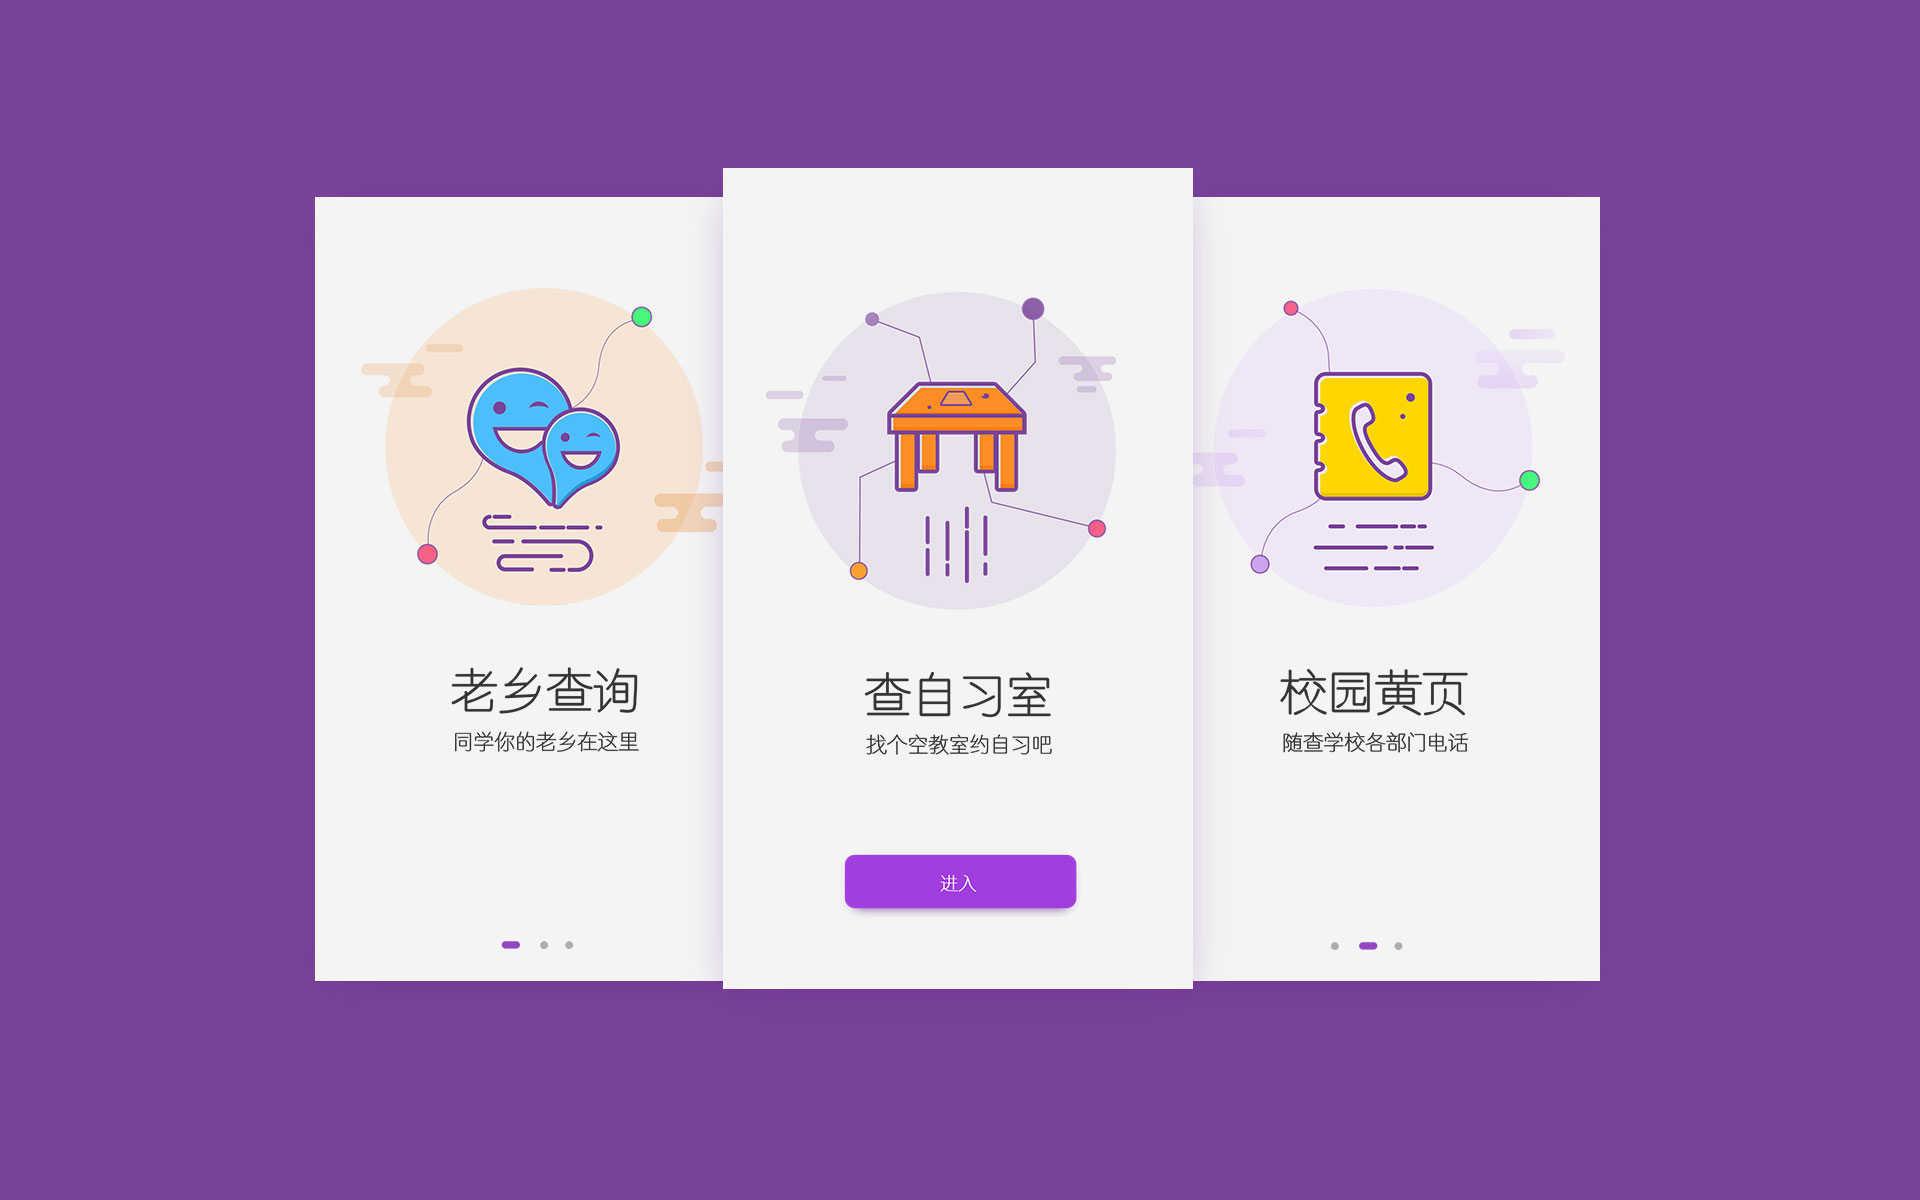 老乡查询
同学你的老乡在这里
查自习室
找个空教室约自习吧
进入
校园黄页
随查学校各部门电话